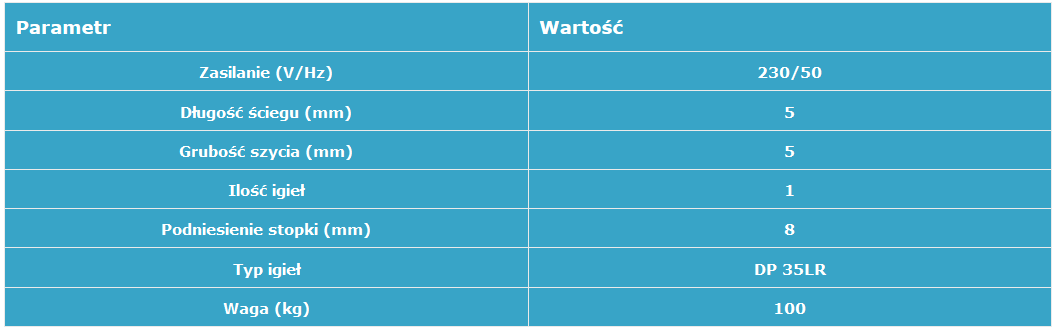 Parametr Wartość
Zasilanie (V/Hz) 230/50
Długość ściegu (mm) 5
Grubość szycia (mm) 5
Ilość igieł 1
Podniesienie stopki (mm) 8
Typ igieł DP 35LR
Waga (kg) 100